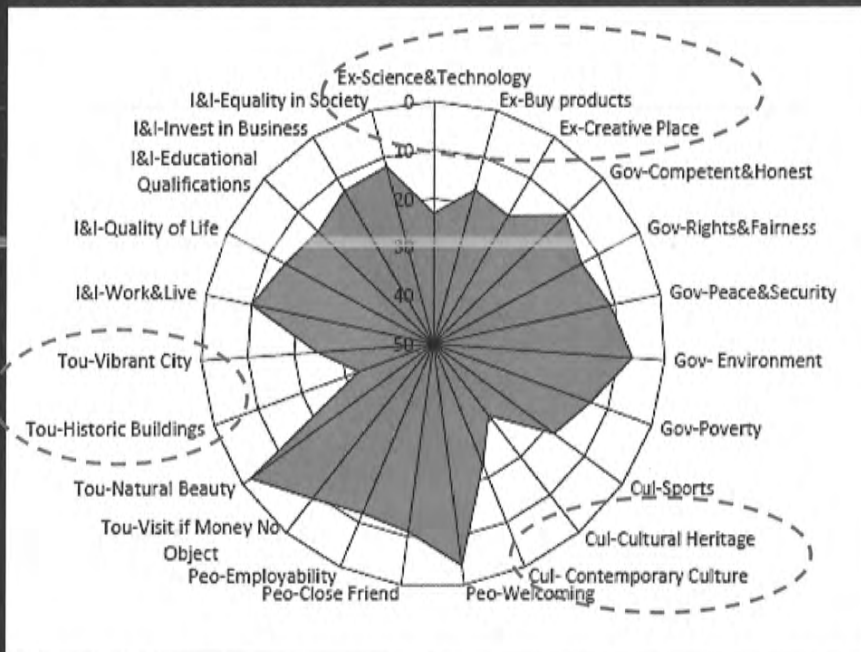 Ex-Science&Technology
Ex-Buy products
Ex-Creative Place
Gov-Competent&Honest
Gov-Rights&Fairness
Gov-Peace&Security
Gov- Environment
Gov-Poverty
Cul-Sports
Cul-Cultural Heritage
Cul- Contemporary Culture
Peo-Welcoming
Peo-Close Friend
Peo-Employability
Tou-Visit if Money No
Object
Tou-Natural Beauty
Tou-Historic Buildings
Tou-Vibrant City
I&I-Work&Live
I&I-Quality of Life
I&I-Educational
Qualifications
I&I-Invest in Business
I&I-Equality in Society
0
10
20
30
40
50